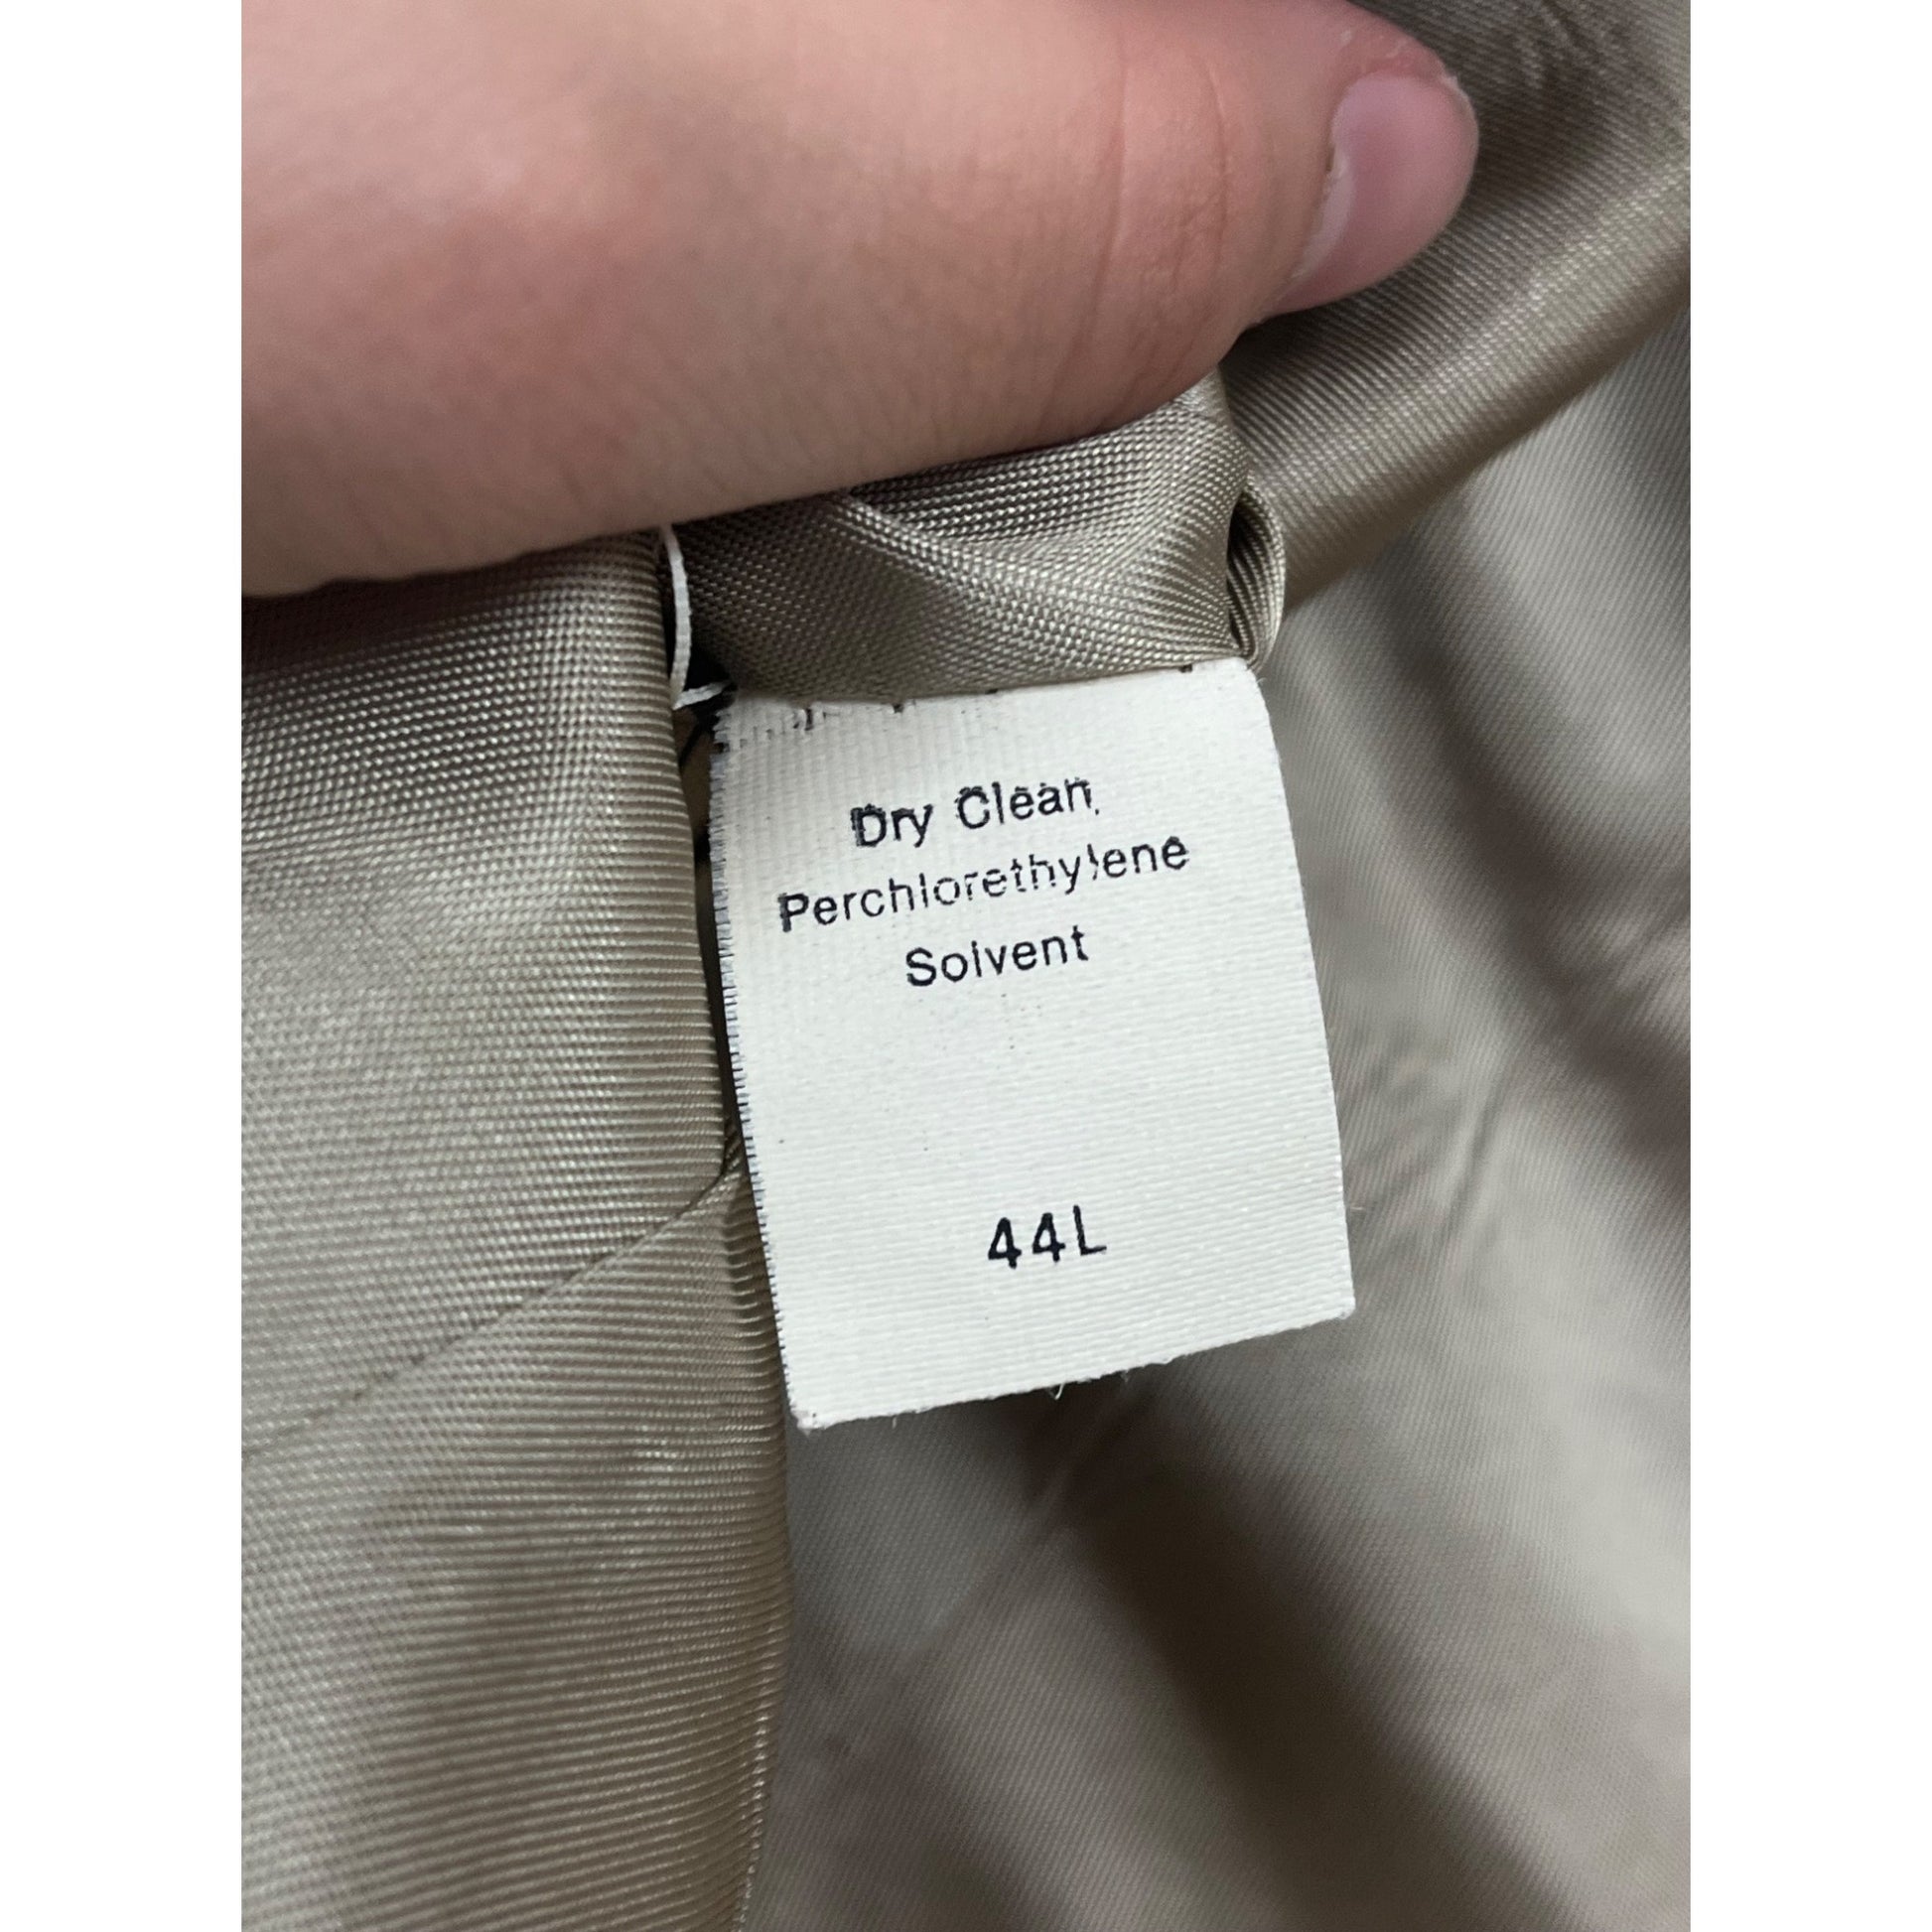 Dry Clean
Perchlorethylene
Solvent
44L